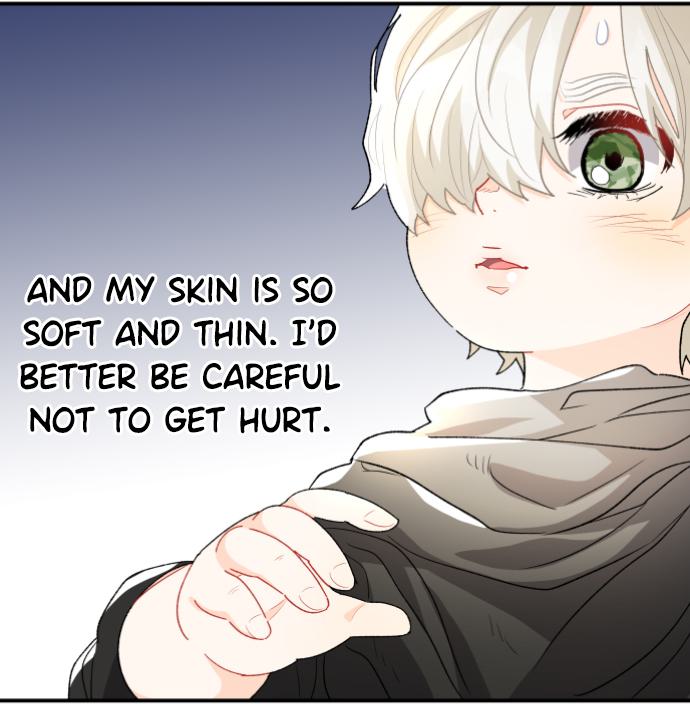 AND MY SKIN IS SO
SOFT AND THIN. I'D
BETTER BE CAREFUL
NOT TO GET HURT.